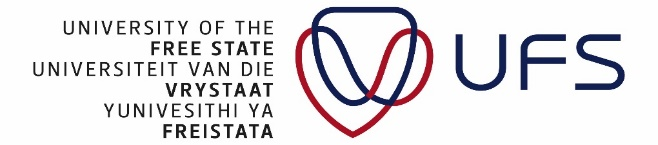 UNIVERSITY OF THE
FREE STATE
UNIVERSITEIT VAN DIE
VRYSTAAT
YUNIVESITHI YA
FREISTATA
UFS